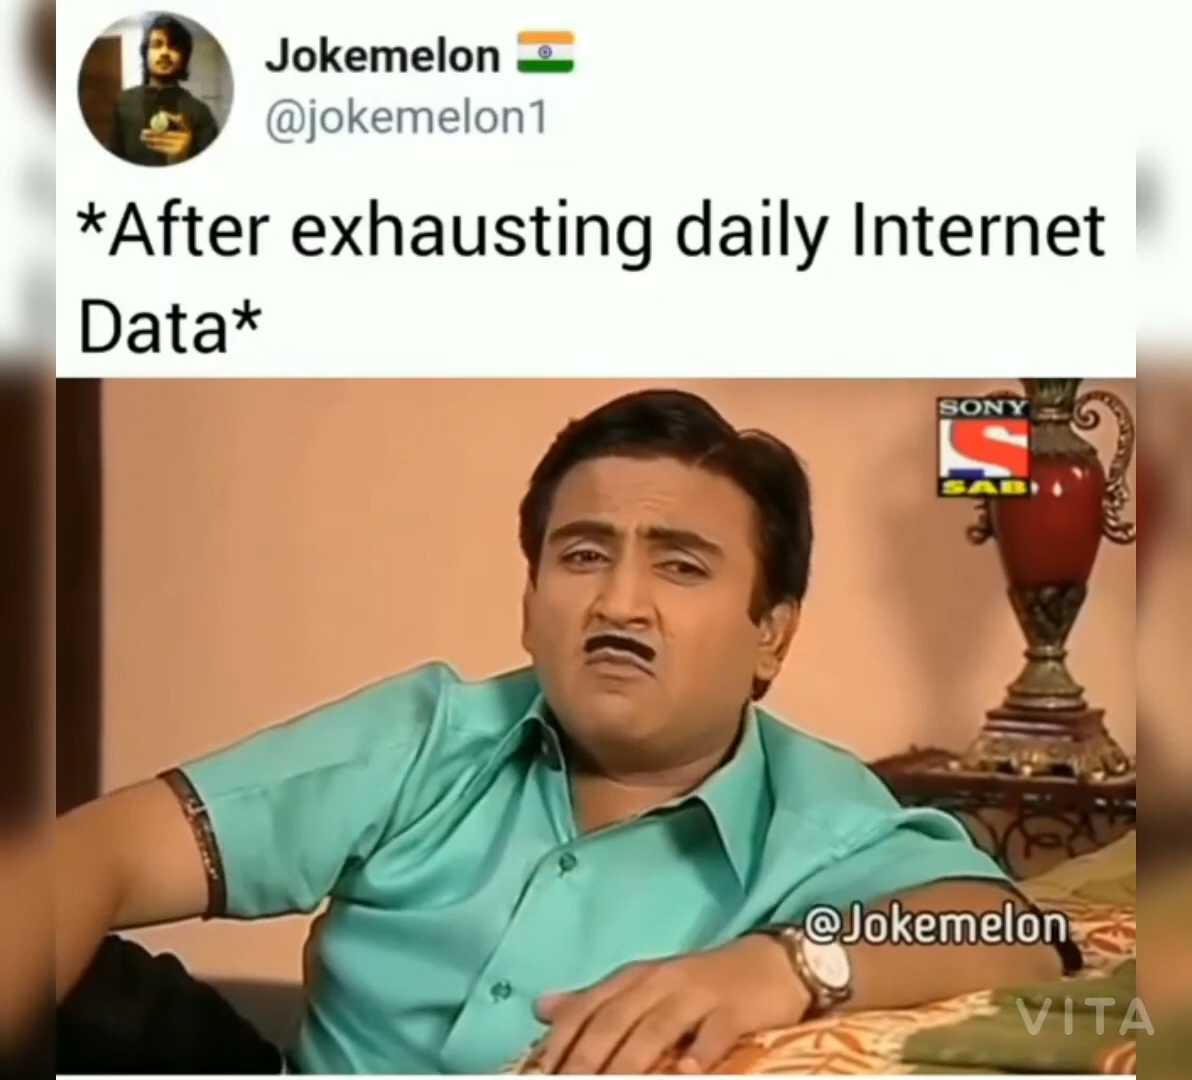 Jokemelon
@jokemelon1
*After exhausting daily Internet
Data*
SONY
S
SAB
@Jokemelon
VITA